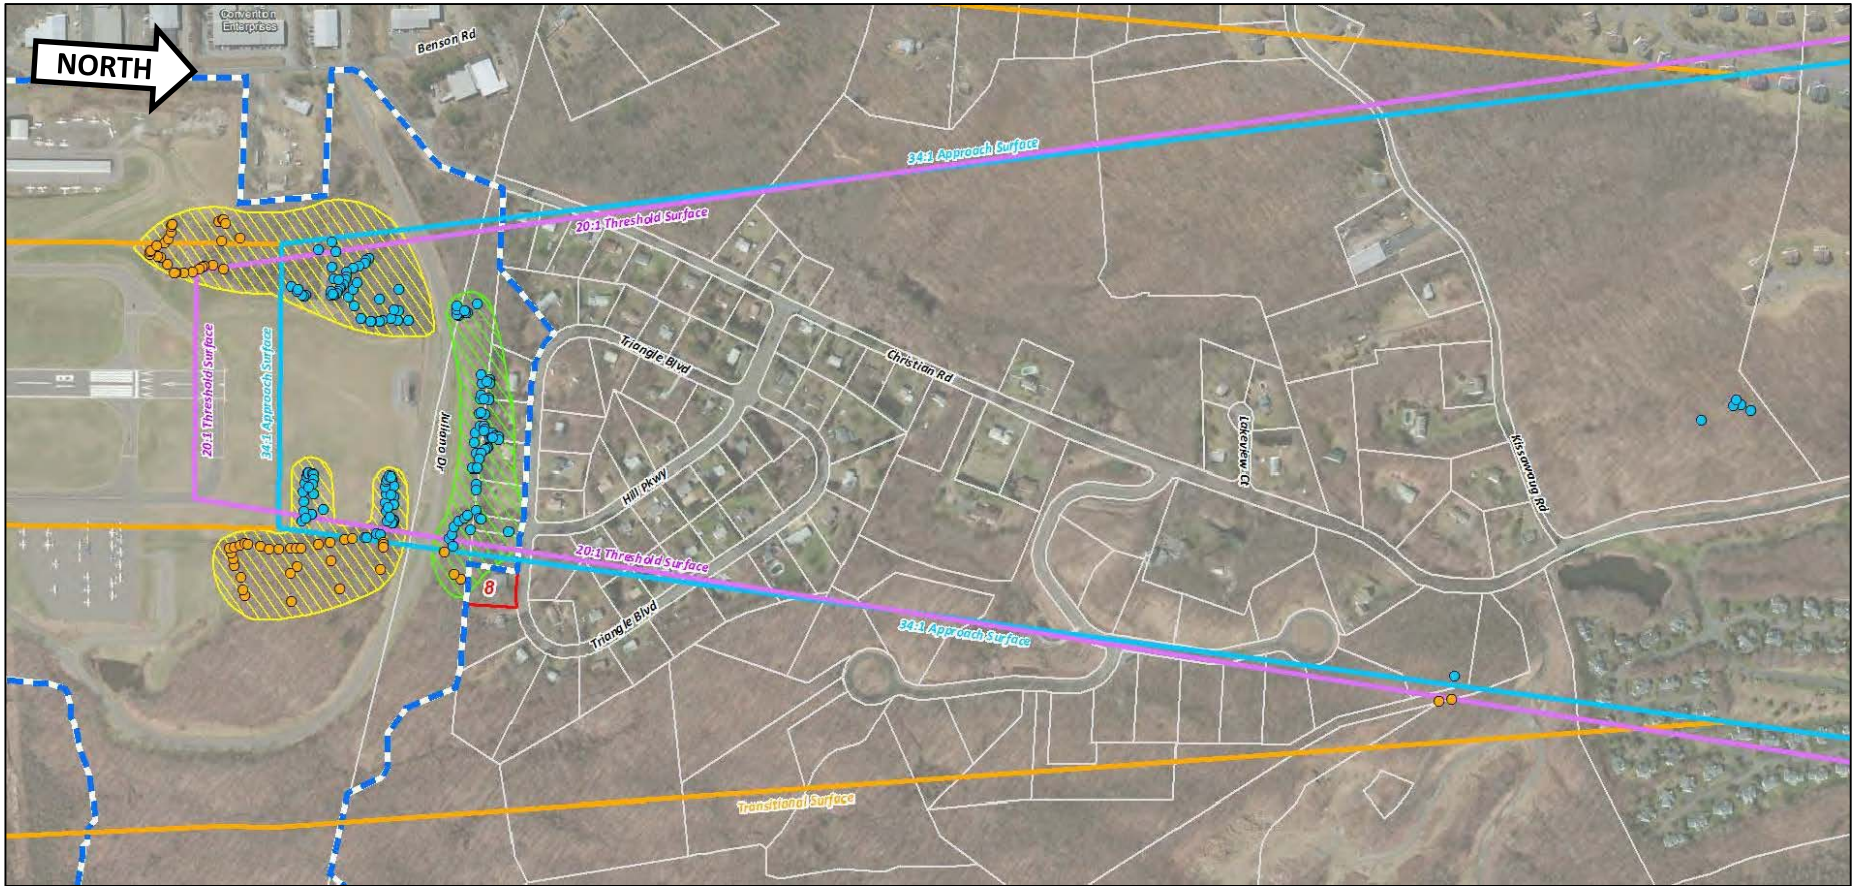 Convention
Enterprises
Benson Rd
NORTH
34:1 Approach Surface
20:1 Threshold Surface
20:1 Threshold Surface
34:1 Approach Surface
Triangle Blvd
Christian Rd
18
Juliano Dr
Lakeview Ct
Hill Pkwy
Kissawaug Rd
20:1 Threshold Surface
8
Triangle Blvd
34:1 Approach Surface
Transitional Surface